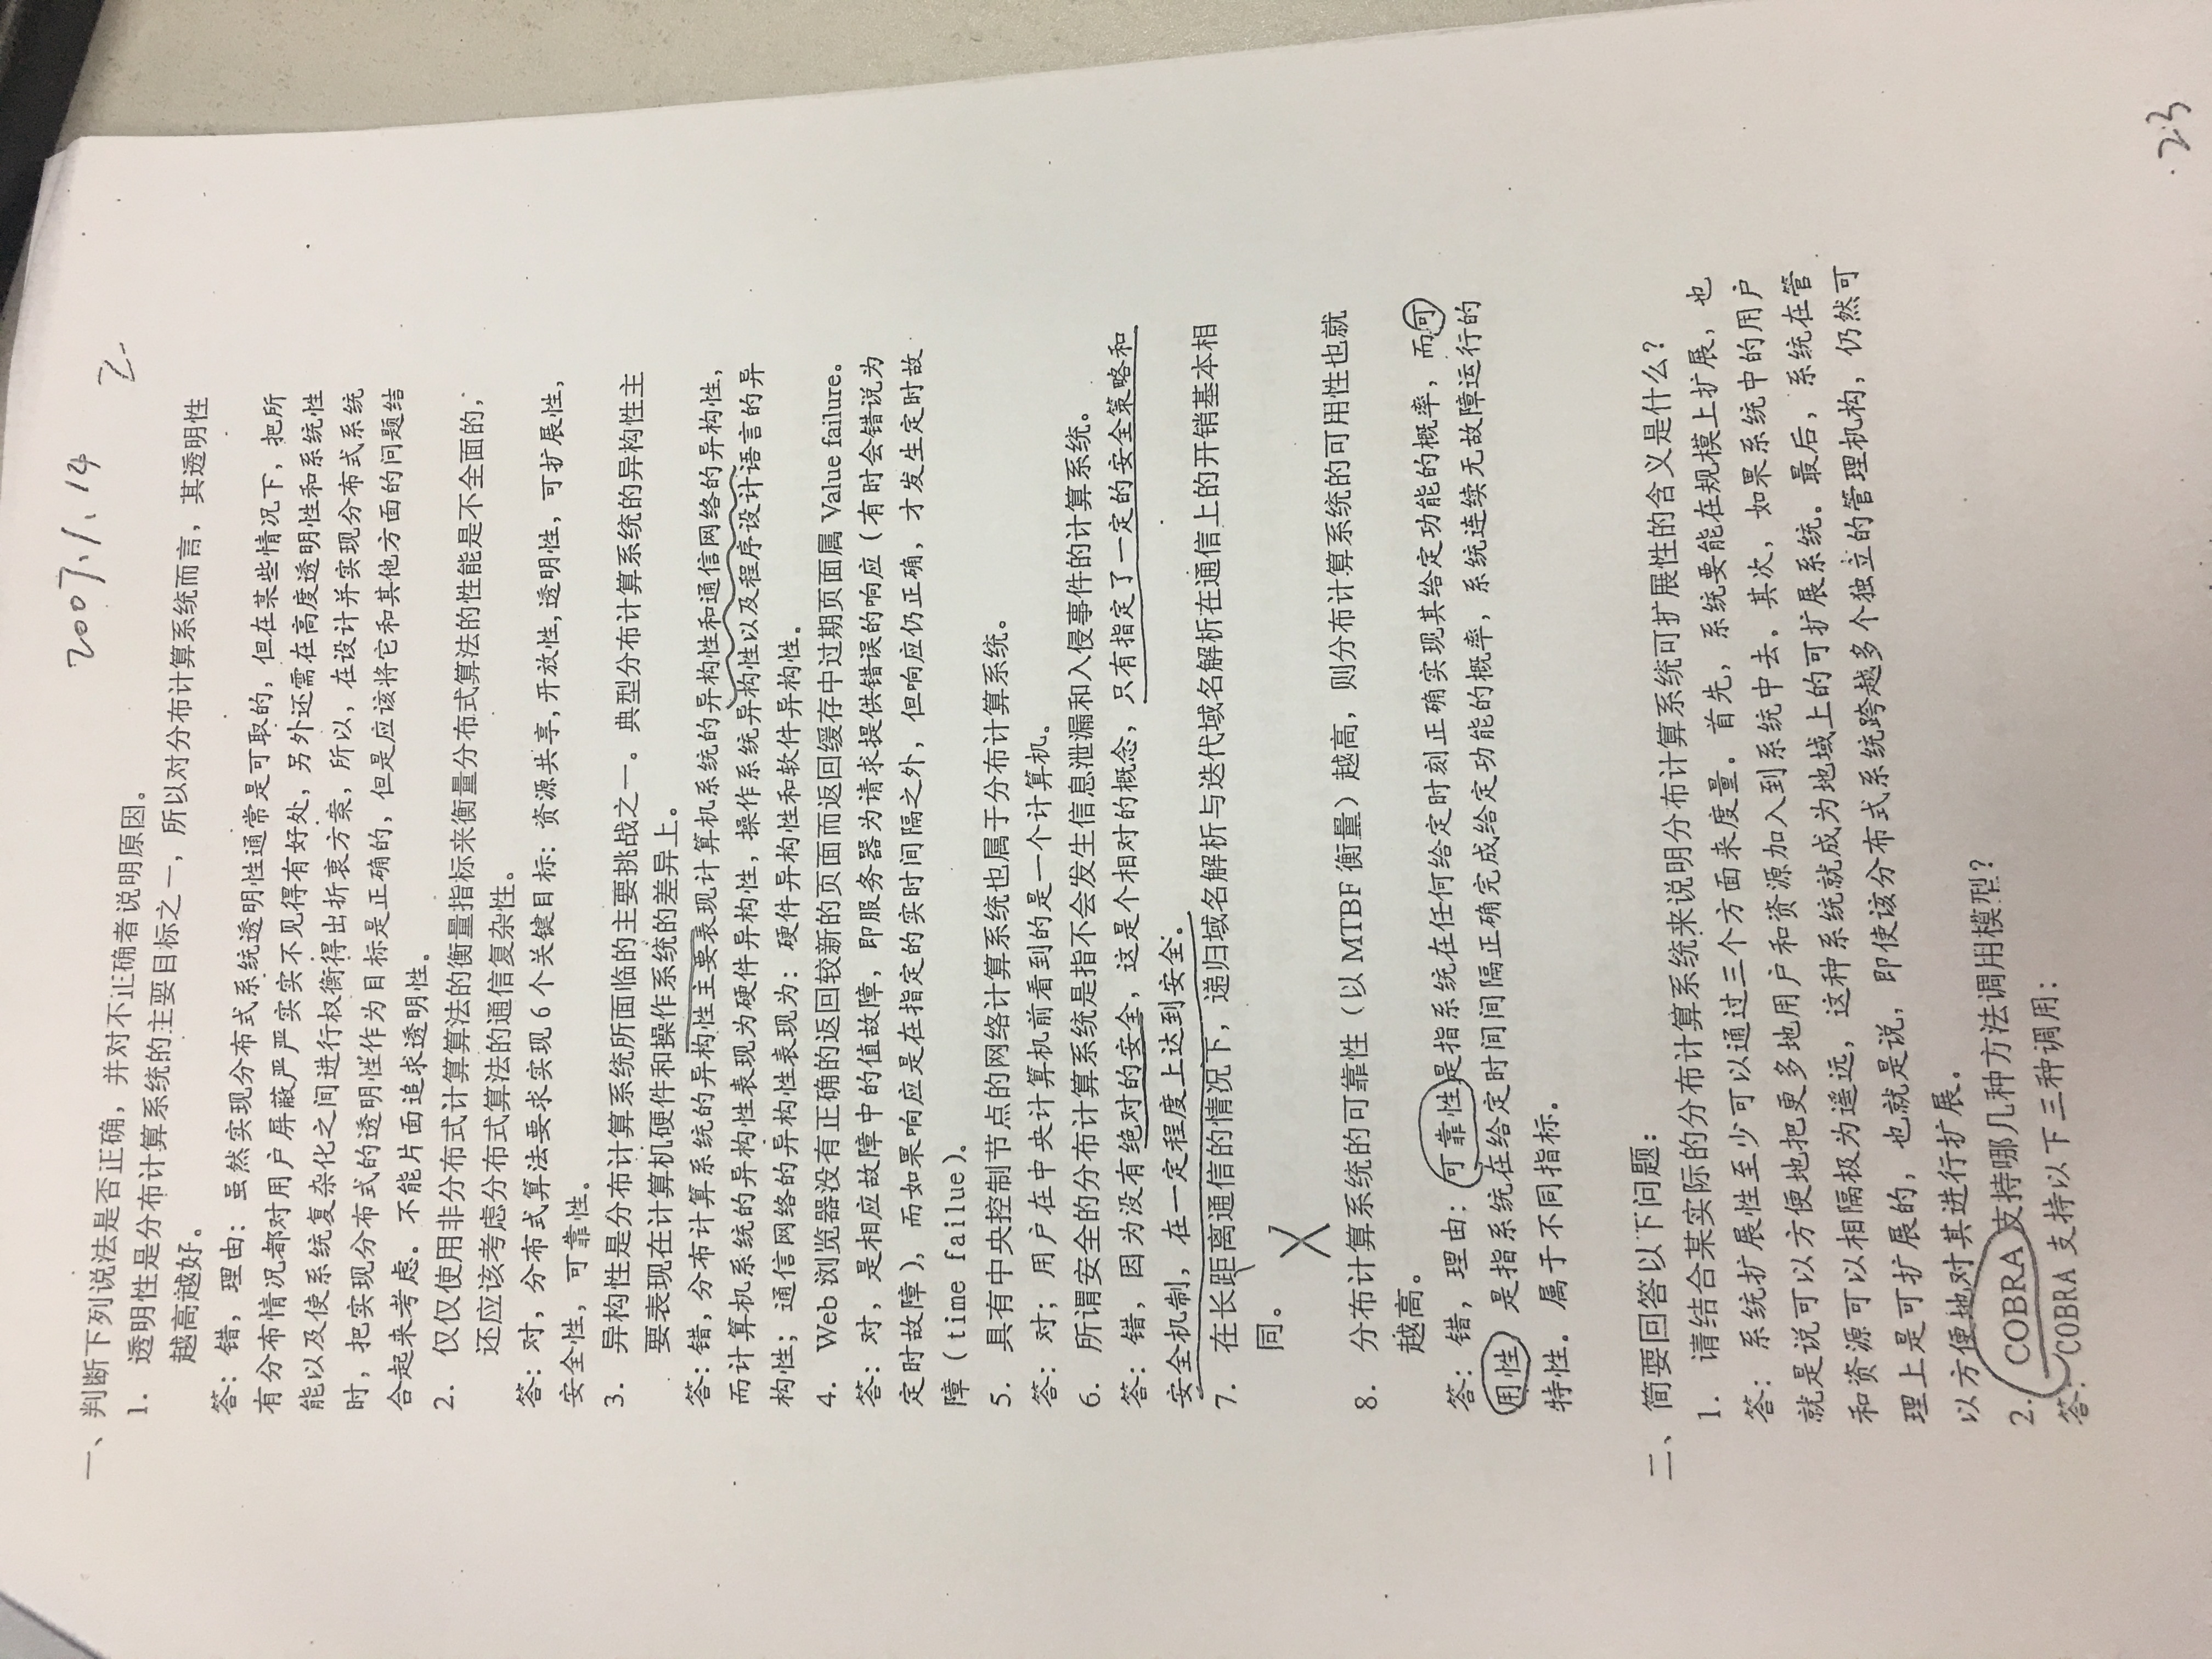 2007.1.14
2
一、判断下列说法是否正确，并对不正确者说明原因。
1. 透明性是分布计算系统的主要目标之一，所以对分布计算系统而言，其透明性
越高越好。
答：错，理由：虽然实现分布式系统透明性通常是可取的，但在某些情况下，把所
有分布情况都对用户屏蔽严严实实不见得有好处，另外还需在高度透明性和系统性
能以及使系统复杂化之间进行权衡得出折衷方案，所以，在设计并实现分布式系统
时，把实现分布式的透明性作为目标是正确的，但是应该将它和其他方面的问题结
合起来考虑。不能片面追求透明性。
2. 仅仅使用非分布式计算算法的衡量指标来衡量分布式算法的性能是不全面的，
还应该考虑分布式算法的通信复杂性。
答：对，分布式算法要求实现6个关键目标：资源共享,开放性,透明性，可扩展性，
安全性，可靠性。
3. 异构性是分布计算系统所面临的主要挑战之一。典型分布计算系统的异构性主
要表现在计算机硬件和操作系统的差异上。
答：错，分布计算系统的异构性主要表现计算机系统的异构性和通信网络的异构性，
而计算机系统的异构性表现为硬件异构性，操作系统异构性以及程序设计语言的异
构性；通信网络的异构性表现为：硬件异构性和软件异构性。
4. Web 浏览器没有正确的返回较新的页面而返回缓存中过期页面属 Value failure。
答：对，是相应故障中的值故障，即服务器为请求提供错误的响应（有时会错说为
定时故障），而如果响应是在指定的实时间隔之外，但响应仍正确，才发生定时故
障（time failue）。
5. 具有中央控制节点的网络计算系统也属于分布计算系统。
答：对；用户在中央计算机前看到的是一个计算机。
6. 所谓安全的分布计算系统是指不会发生信息泄漏和入侵事件的计算系统。
答：错，因为没有绝对的安全，这是个相对的概念，只有指定了一定的安全策略和
安全机制，在一定程度上达到安全。
7. 在长距离通信的情况下，递归域名解析与迭代域名解析在通信上的开销基本相
同。
X
8. 分布计算系统的可靠性（以 MTBF 衡量）越高，则分布计算系统的可用性也就
越高。
答：错，理由：可靠性是指系统在任何给定时刻正确实现其给定功能的概率，而可
用性 是指系统在给定时间间隔正确完成给定功能的概率，系统连续无故障运行的
特性。属于不同指标。
二、简要回答以下问题：
1. 请结合某实际的分布计算系统来说明分布计算系统可扩展性的含义是什么？
答：系统扩展性至少可以通过三个方面来度量。首先，系统要能在规模上扩展，也
就是说可以方便地把更多地用户和资源加入到系统中去。其次，如果系统中的用户
和资源可以相隔极为遥远，这种系统就成为地域上的可扩展系统。最后，系统在管
理上是可扩展的，也就是说，即使该分布式系统跨越多个独立的管理机构，仍然可
以方便地对其进行扩展。
2. COBRA 支持哪几种方法调用模型？
答：COBRA 支持以下三种调用：
23